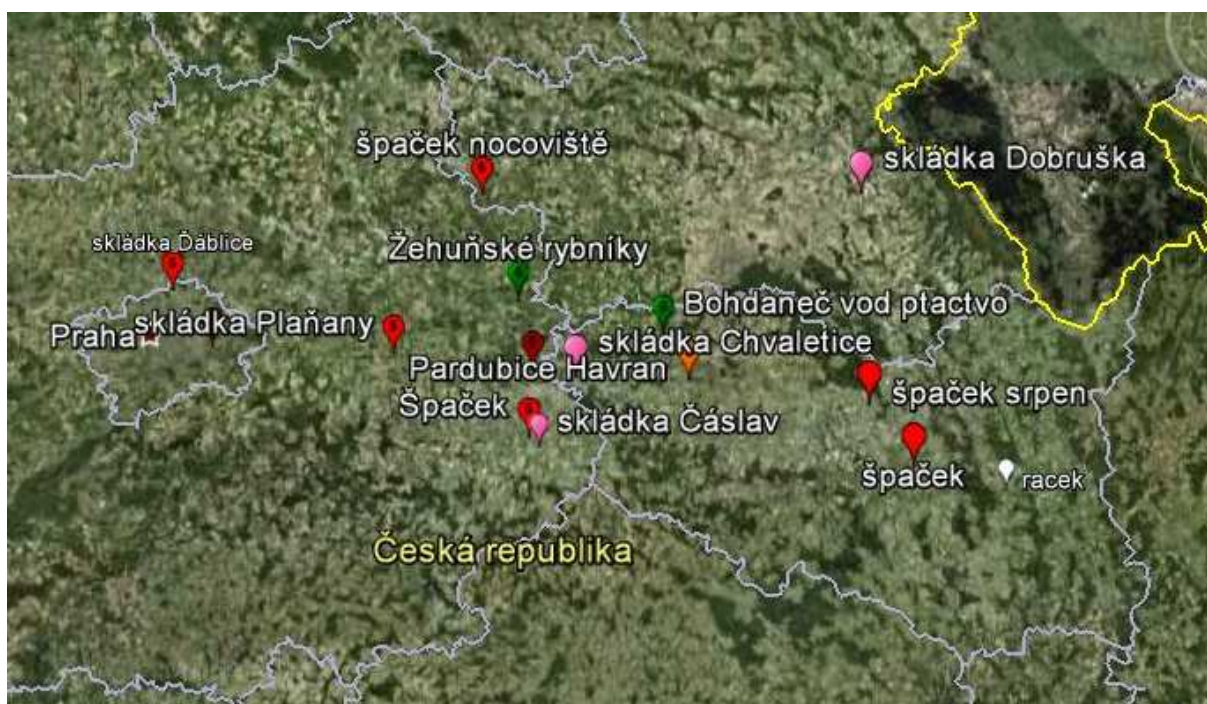 špaček nocoviště
skládka Dobruška
skládka Ďáblice
Žehuňské rybníky
Bohdaneč vod ptactvo
Praha
skládka Plaňany
skládka Chvaletice
Pardubice Havran
špaček srpen
Špaček
skládka Čáslav
špaček
racek
Česká republika